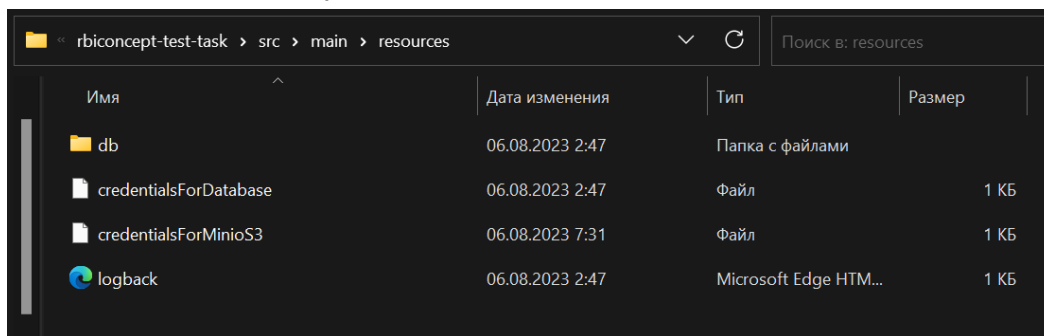 « rbiconcept-test-task > src > main > resources Поиск в: resources
Имя Дата изменения Тип Размер
db 06.08.2023 2:47 Папка с файлами
credentialsForDatabase 06.08.2023 2:47 Файл 1 КБ
credentialsForMinioS3 06.08.2023 7:31 Файл 1 КБ
logback 06.08.2023 2:47 Microsoft Edge HTM... 1 КБ